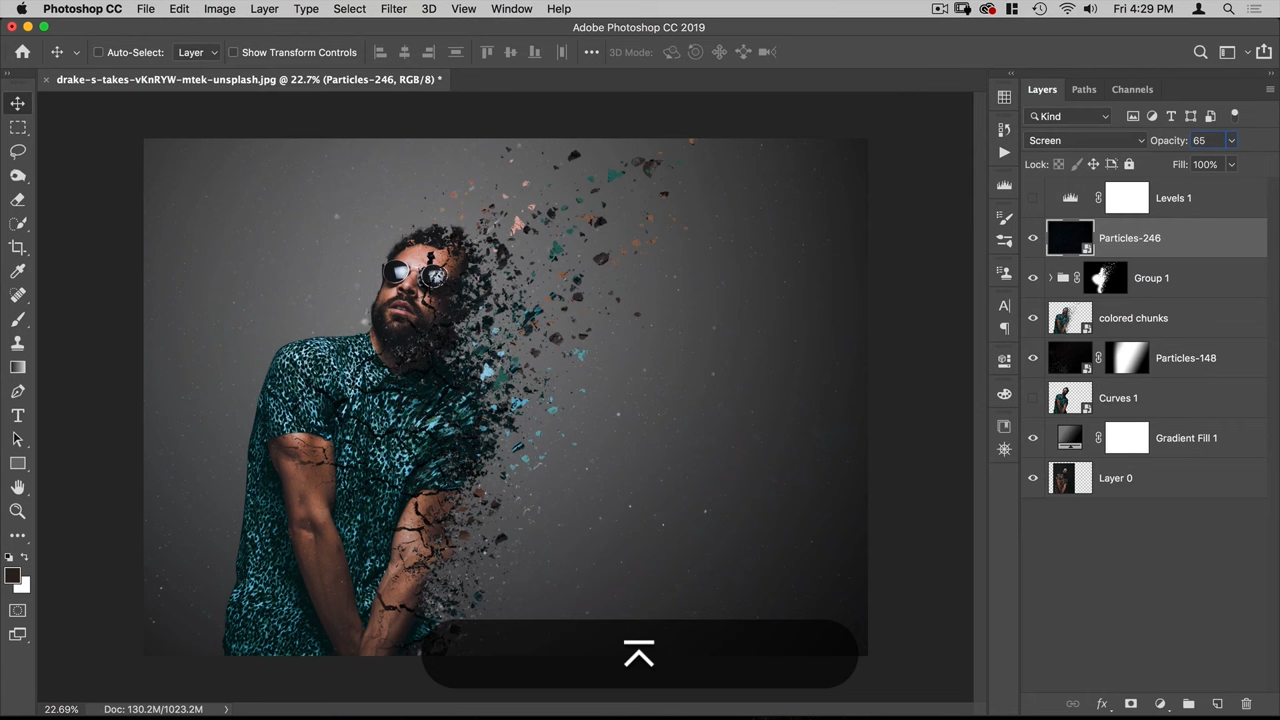 Photoshop CC File Edit Image Layer Type Select Filter 3D View Window Help Fri 4:29 PM
Adobe Photoshop CC 2019
Auto-Select: Layer Show Transform Controls 3D Mode:
drake-s-takes-vKnRYW-mtek-unsplash.jpg @ 22.7% (Particles-246, RGB/8) *
Layers Paths Channels
Kind
Screen Opacity: 65
Lock: Fill: 100%
Levels 1
Particles-246
Group 1
colored chunks
Particles-148
Curves 1
Gradient Fill 1
Layer 0
22.69% Doc: 130.2M/1023.2M